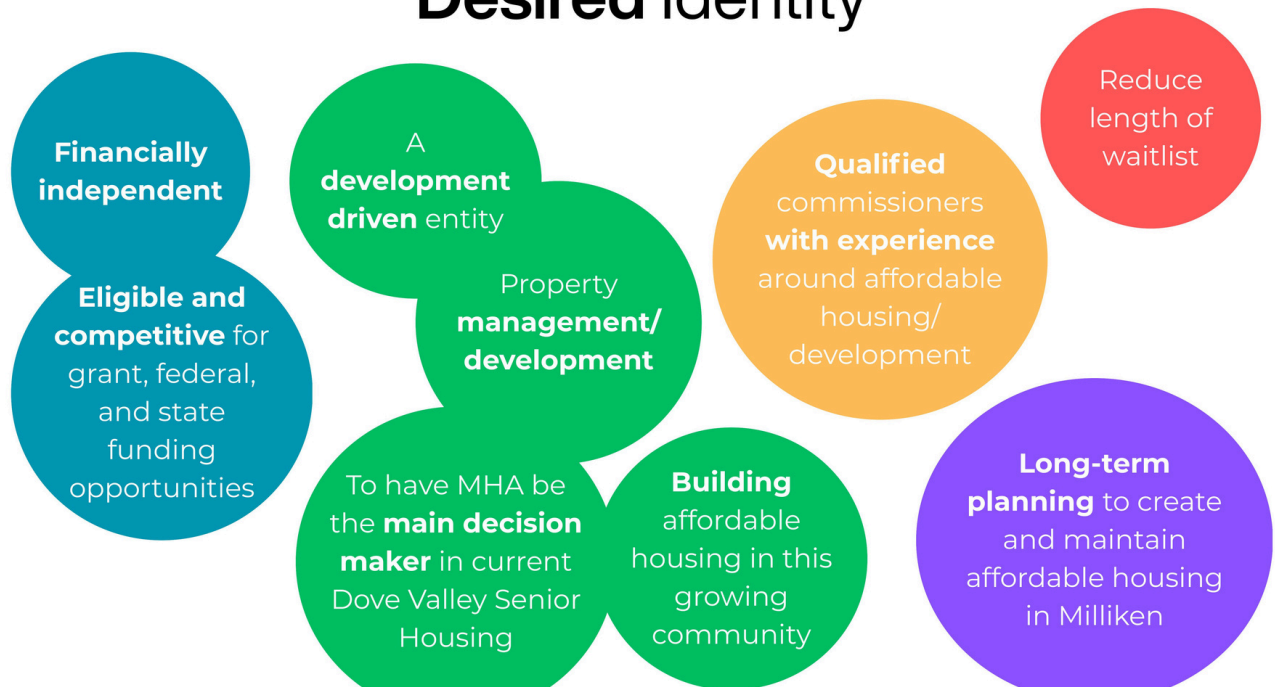 Desired Identity
Financially
independent
Eligible and
competitive for
grant, federal,
and state
funding
opportunities
A
development
driven entity
Property
management/
development
To have MHA be
the main decision
maker in current
Dove Valley Senior
Housing
Building
affordable
housing in this
growing
community
Qualified
commissioners
with experience
around affordable
housing/
development
Reduce
length of
waitlist
Long-term
planning to create
and maintain
affordable housing
in Milliken